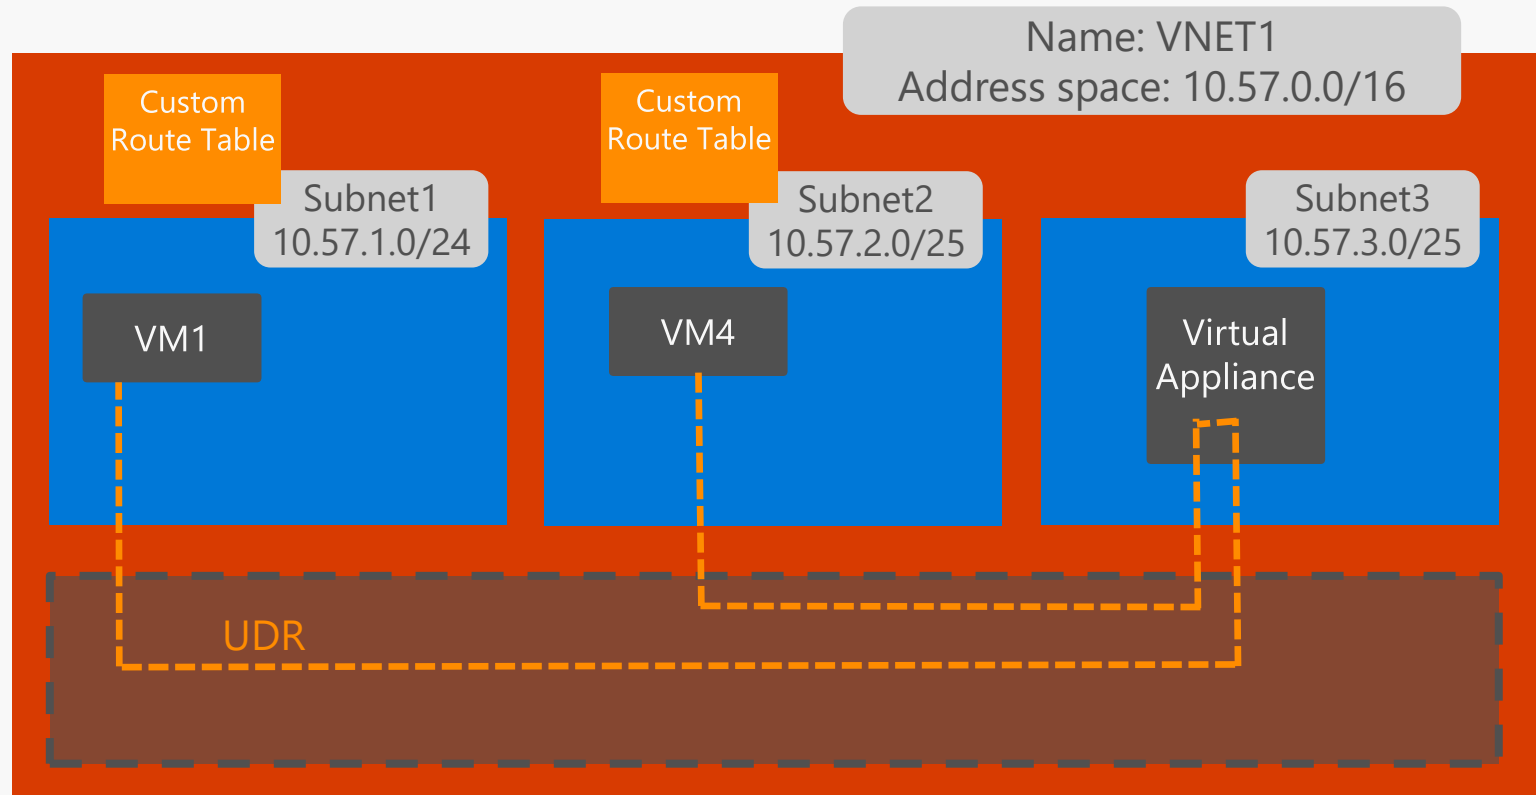 Name: VNET1
Address space: 10.57.0.0/16
Custom
Route Table
Custom
Route Table
Subnet1
10.57.1.0/24
Subnet2
10.57.2.0/25
Subnet3
10.57.3.0/25
VM1
VM4
Virtual
Appliance
UDR